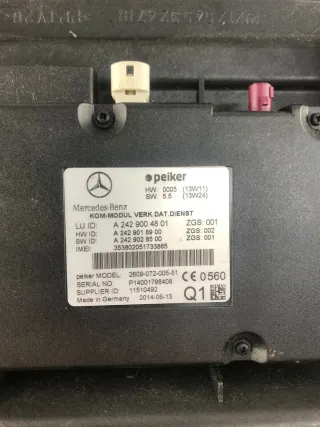 peiker
HW: 0005 (13W11)
SW: 5.5 (13W24)
Mercedes-Benz
KOM-MODUL VERK.DAT.DIENST
LU ID: A 242 900 48 01 ZGS: 001
HW ID: A 242 901 89 00 ZGS: 002
SW ID: A 242 902 85 00 ZGS: 001
IMEI: 353802051733865
peiker MODEL: 2609-072-005-51
SERIAL NO: P14001798408
SUPPLIER ID: 11510492
Made in Germany 2014-06-13
CE 0560
Q1